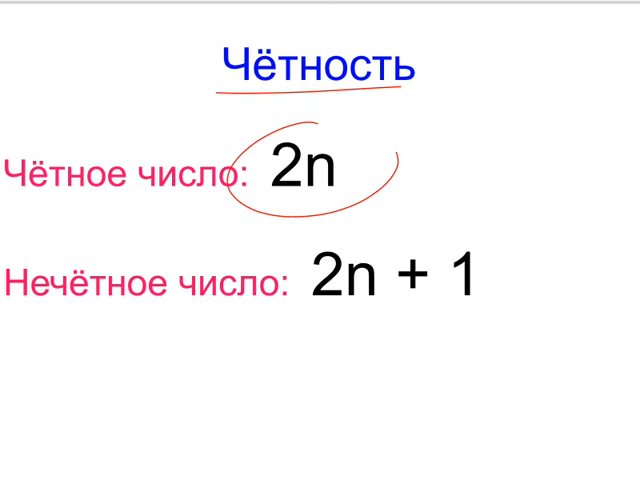 Чётность
Чётное число: 2n
Нечётное число: 2n + 1